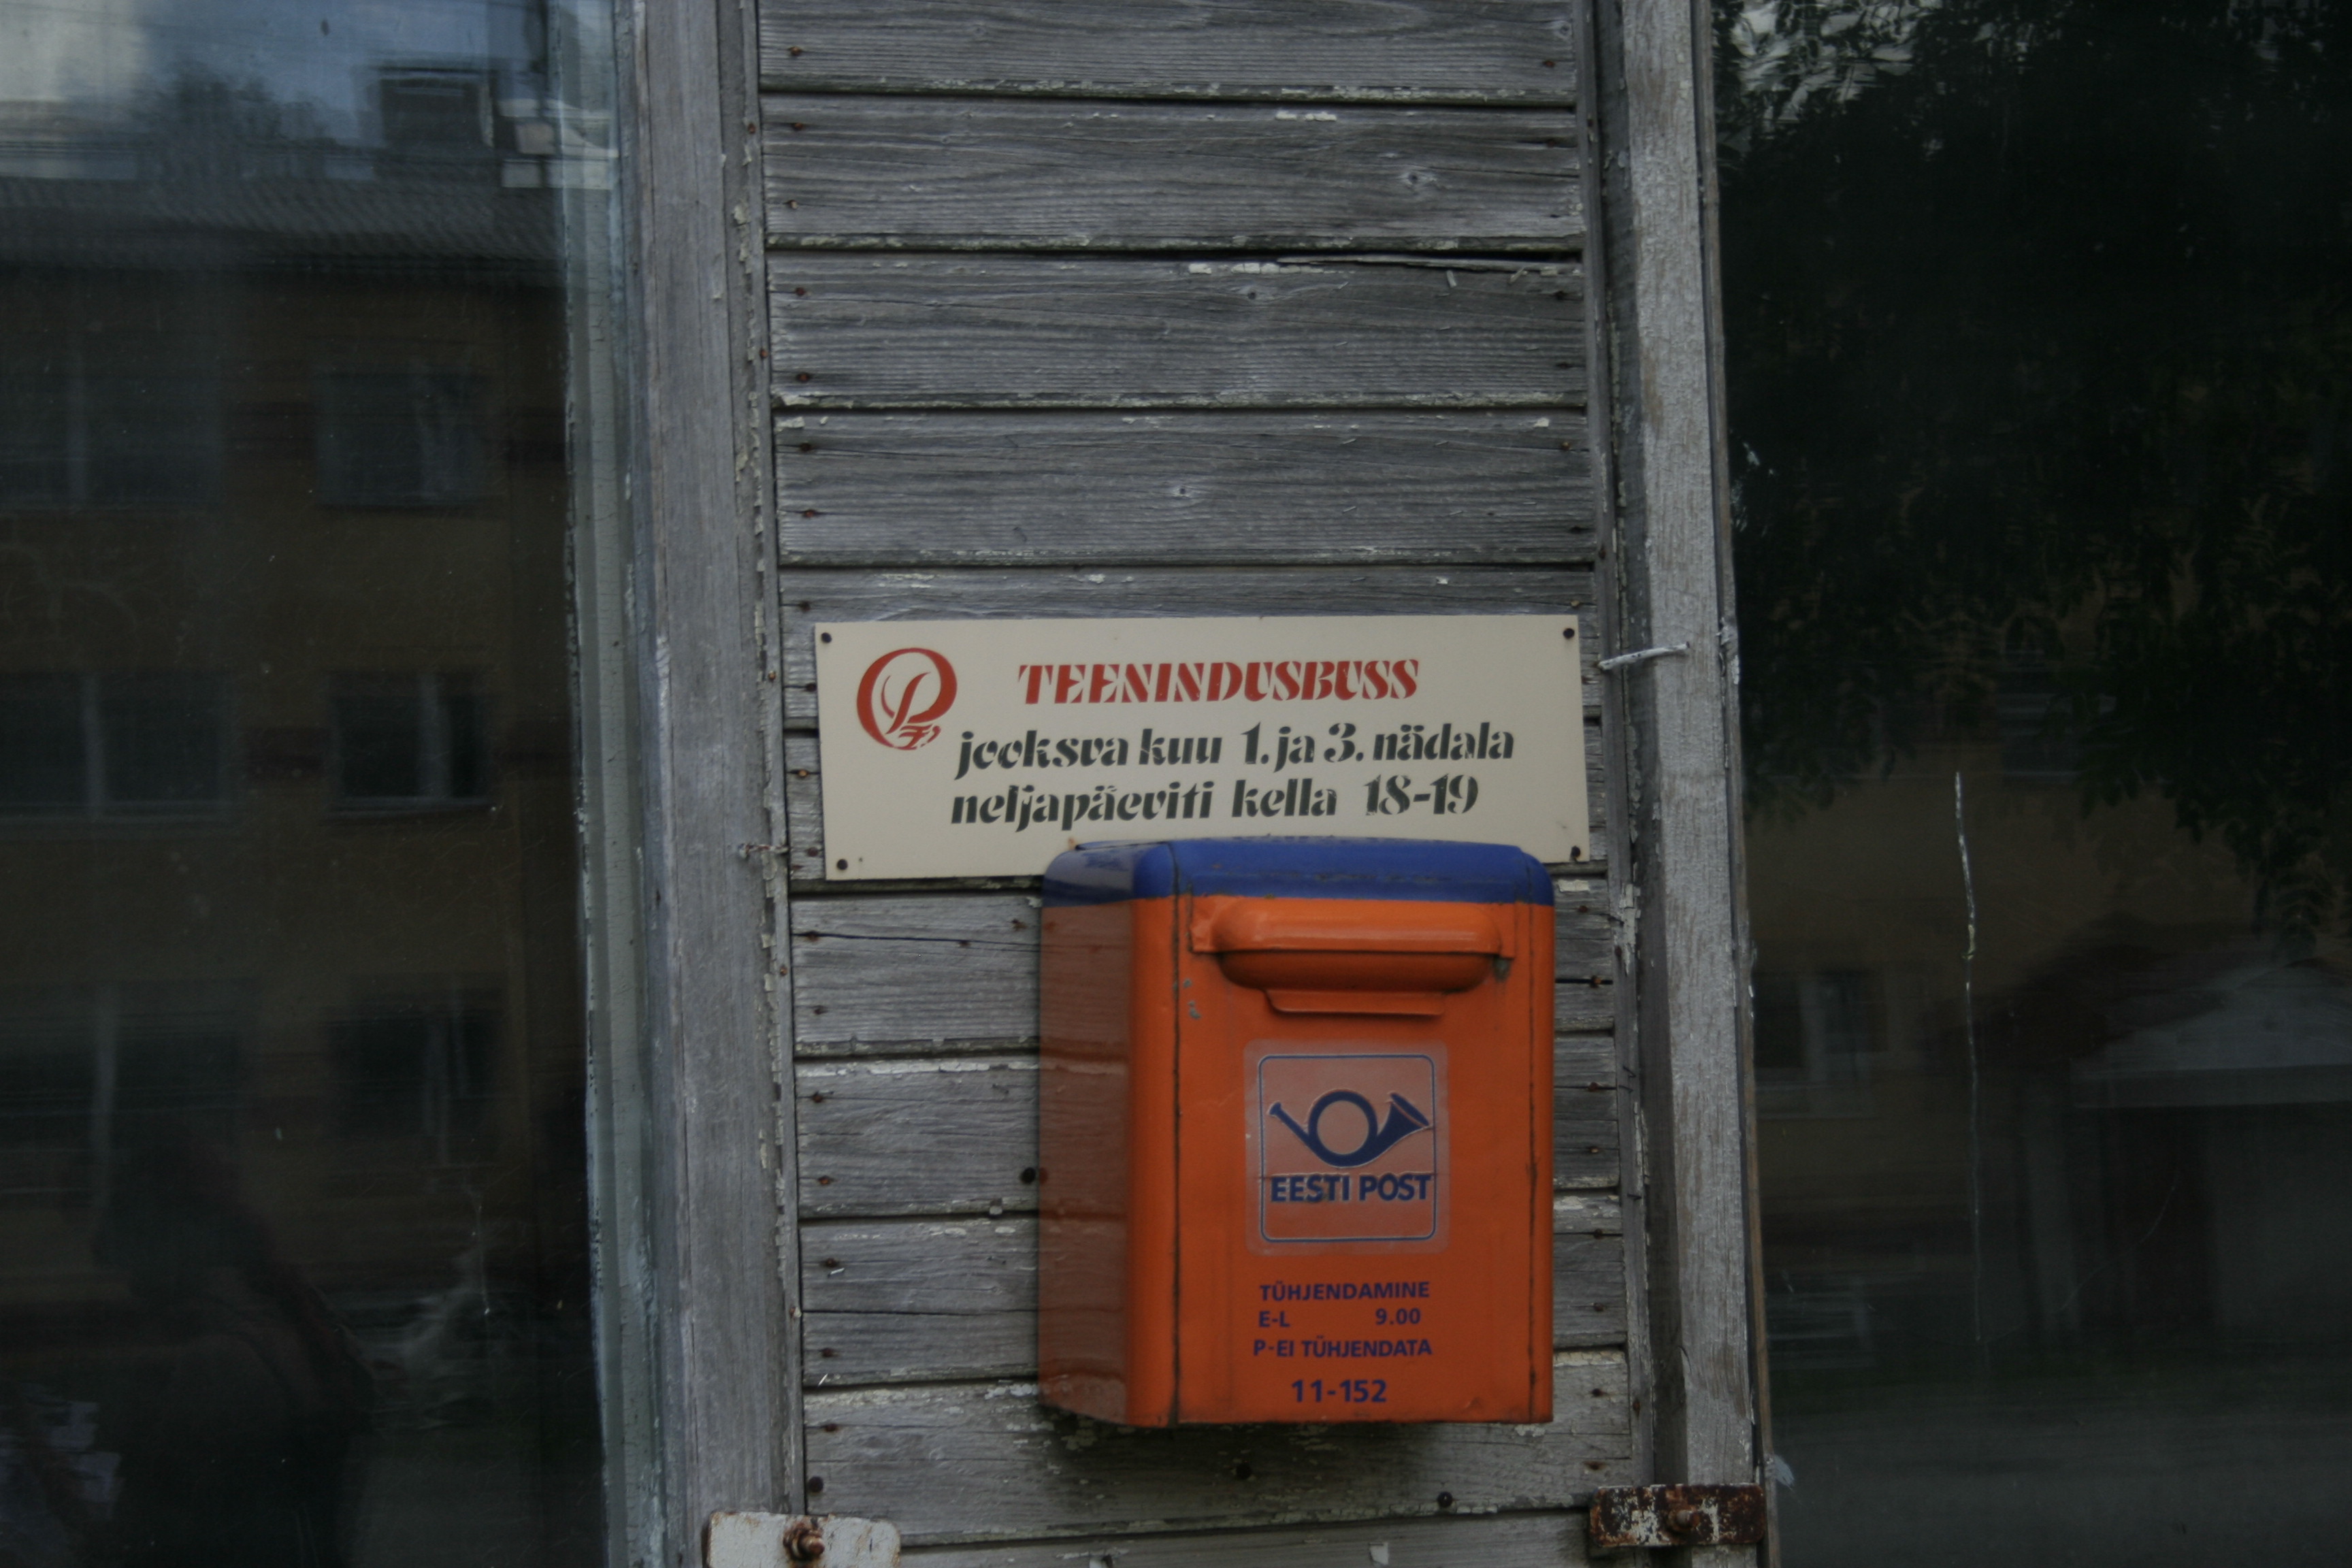 TEENINDUSBUSS
jooksva kuu 1. ja 3. nädala
neljapäeviti kella 18-19
EESTI POST
TÜHJENDAMINE
E-L 9.00
P-EI TÜHJENDATA
11-152